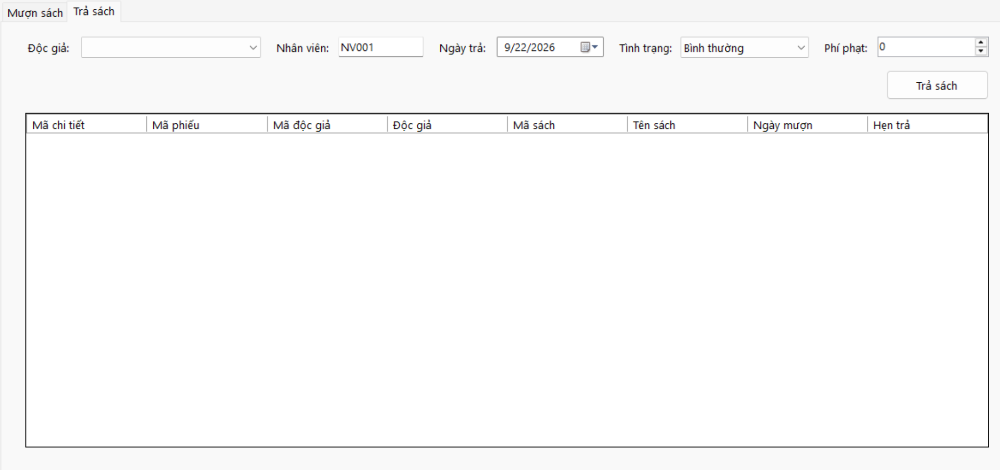 Mượn sách Trả sách
Độc giả: Nhân viên: NV001 Ngày trả: 9/22/2026 Tình trạng: Bình thường Phí phạt: 0
Trả sách
Mã chi tiết Mã phiếu Mã độc giả Độc giả Mã sách Tên sách Ngày mượn Hẹn trả